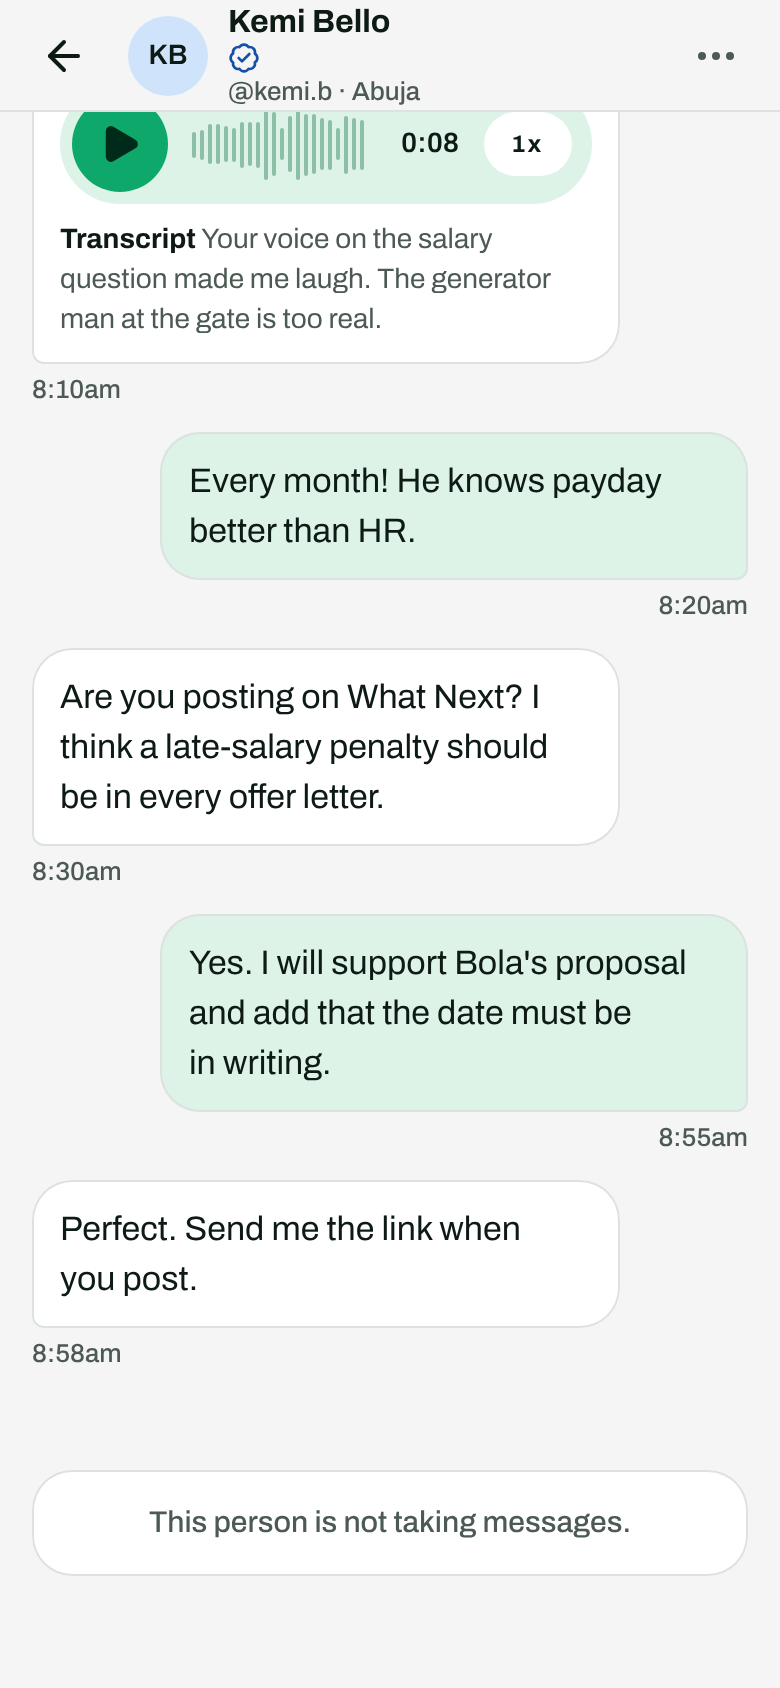 Kemi Bello
KB
@kemi.b · Abuja
0:08
1x
Transcript Your voice on the salary
question made me laugh. The generator
man at the gate is too real.
8:10am
Every month! He knows payday
better than HR.
8:20am
Are you posting on What Next? I
think a late-salary penalty should
be in every offer letter.
8:30am
Yes. I will support Bola's proposal
and add that the date must be
in writing.
8:55am
Perfect. Send me the link when
you post.
8:58am
This person is not taking messages.